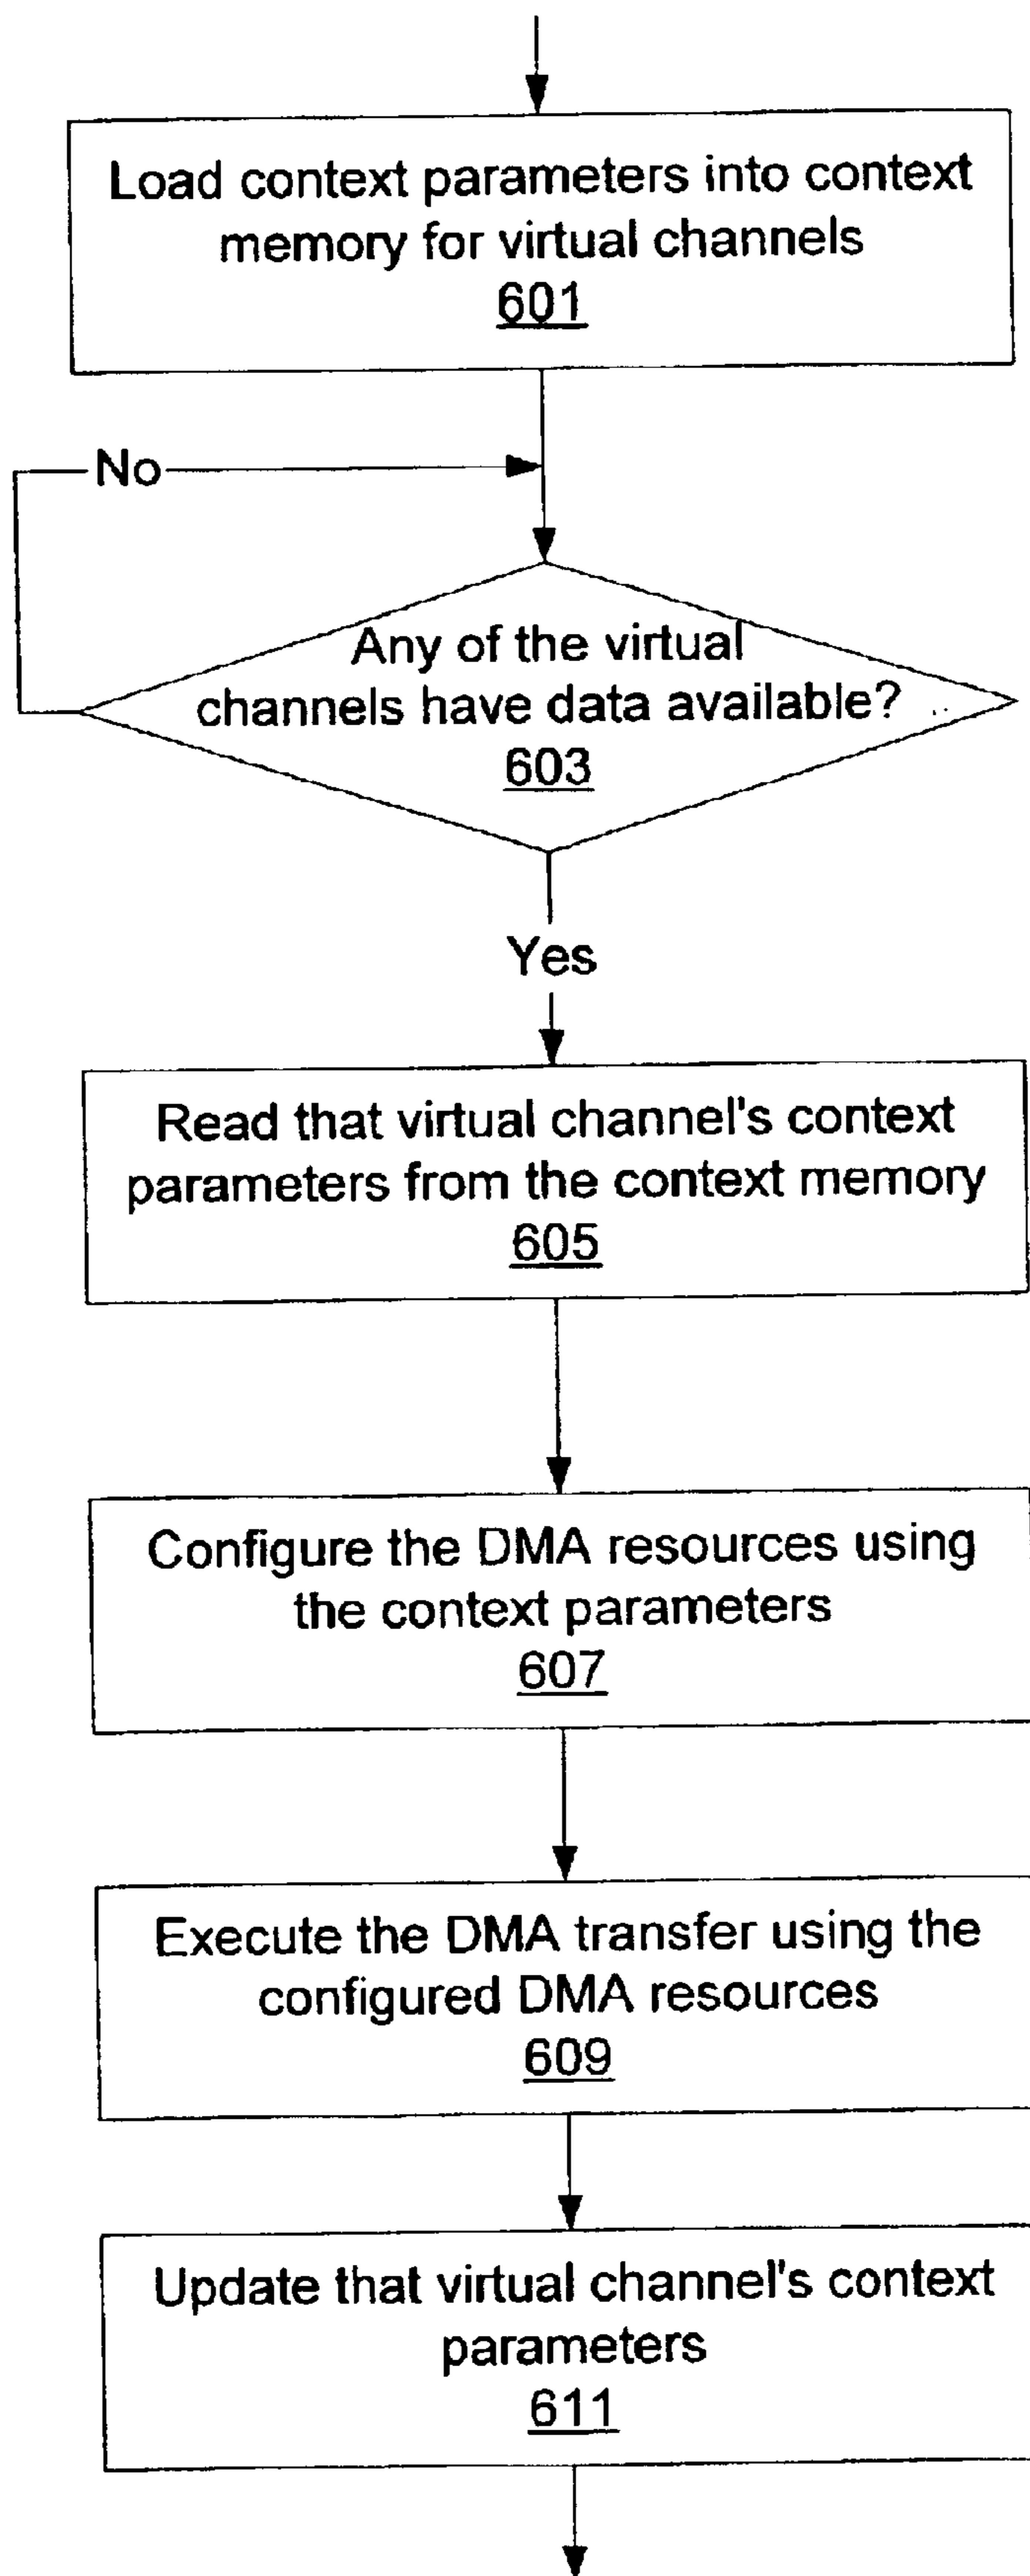 Load context parameters into context
memory for virtual channels
601
No
Any of the virtual
channels have data available?
603
Yes
Read that virtual channel's context
parameters from the context memory
605
Configure the DMA resources using
the context parameters
607
Execute the DMA transfer using the
configured DMA resources
609
Update that virtual channel's context
parameters
611